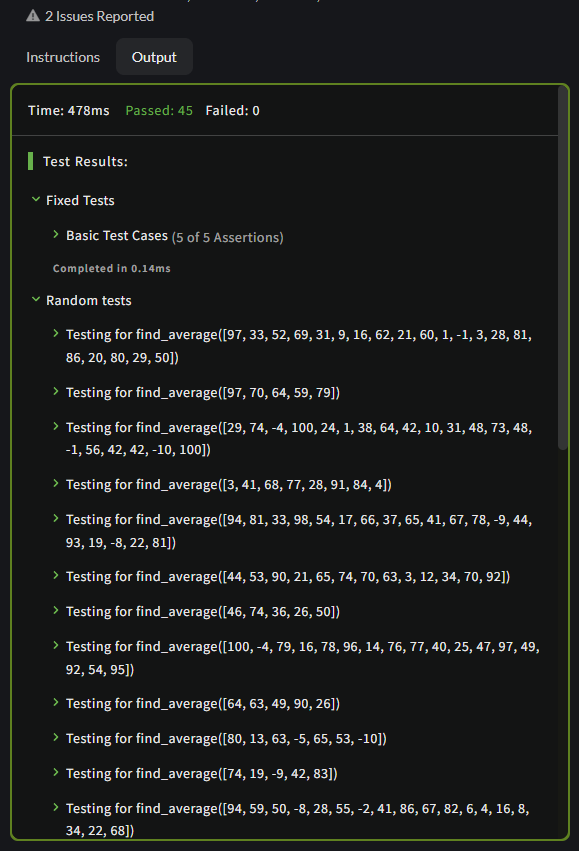 2 Issues Reported
Instructions
Output
Time: 478ms Passed: 45 Failed: 0
Test Results:
Fixed Tests
Basic Test Cases (5 of 5 Assertions)
Completed in 0.14ms
Random tests
Testing for find_average([97, 33, 52, 69, 31, 9, 16, 62, 21, 60, 1, -1, 3, 28, 81,
86, 20, 80, 29, 50])
Testing for find_average([97, 70, 64, 59, 79])
Testing for find_average([29, 74, -4, 100, 24, 1, 38, 64, 42, 10, 31, 48, 73, 48,
-1, 56, 42, 42, -10, 100])
Testing for find_average([3, 41, 68, 77, 28, 91, 84, 4])
Testing for find_average([94, 81, 33, 98, 54, 17, 66, 37, 65, 41, 67, 78, -9, 44,
93, 19, -8, 22, 81])
Testing for find_average([44, 53, 90, 21, 65, 74, 70, 63, 3, 12, 34, 70, 92])
Testing for find_average([46, 74, 36, 26, 50])
Testing for find_average([100, -4, 79, 16, 78, 96, 14, 76, 77, 40, 25, 47, 97, 49,
92, 54, 95])
Testing for find_average([64, 63, 49, 90, 26])
Testing for find_average([80, 13, 63, -5, 65, 53, -10])
Testing for find_average([74, 19, -9, 42, 83])
Testing for find_average([94, 59, 50, -8, 28, 55, -2, 41, 86, 67, 82, 6, 4, 16, 8,
34, 22, 68])